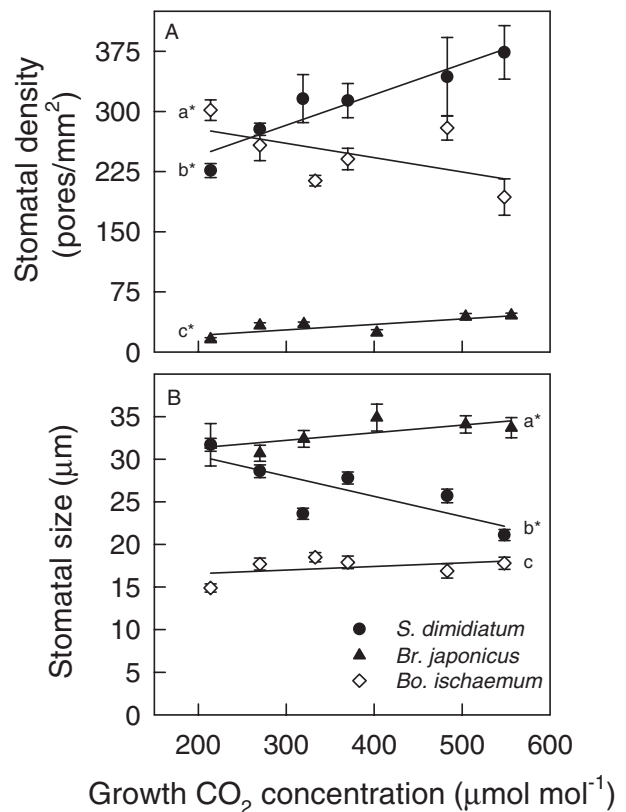 A
375
300
225
150
75
0
Stomatal density
(pores/mm²)
a*
b*
c*
B
35
30
25
20
15
10
5
0
Stomatal size (μm)
a*
b*
c
S. dimidiatum
Br. japonicus
Bo. ischaemum
200 300 400 500 600
Growth CO₂ concentration (μmol mol⁻¹)